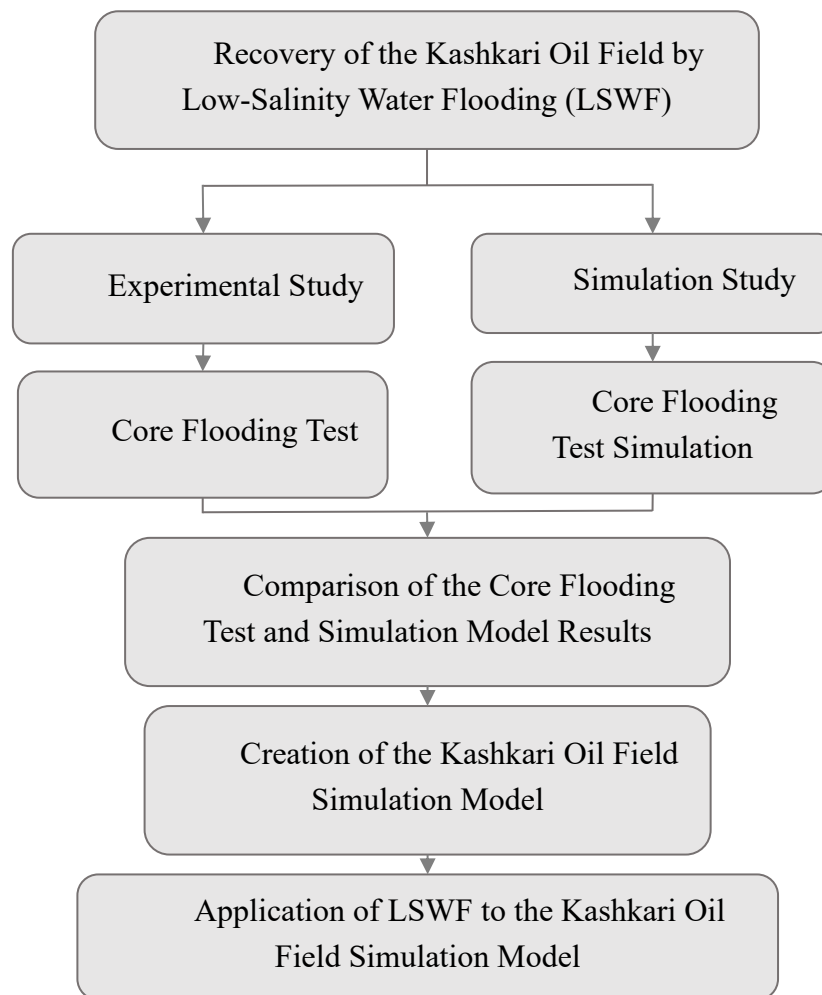 Recovery of the Kashkari Oil Field by
Low-Salinity Water Flooding (LSWF)
Experimental Study
Simulation Study
Core Flooding Test
Core Flooding
Test Simulation
Comparison of the Core Flooding
Test and Simulation Model Results
Creation of the Kashkari Oil Field
Simulation Model
Application of LSWF to the Kashkari Oil
Field Simulation Model